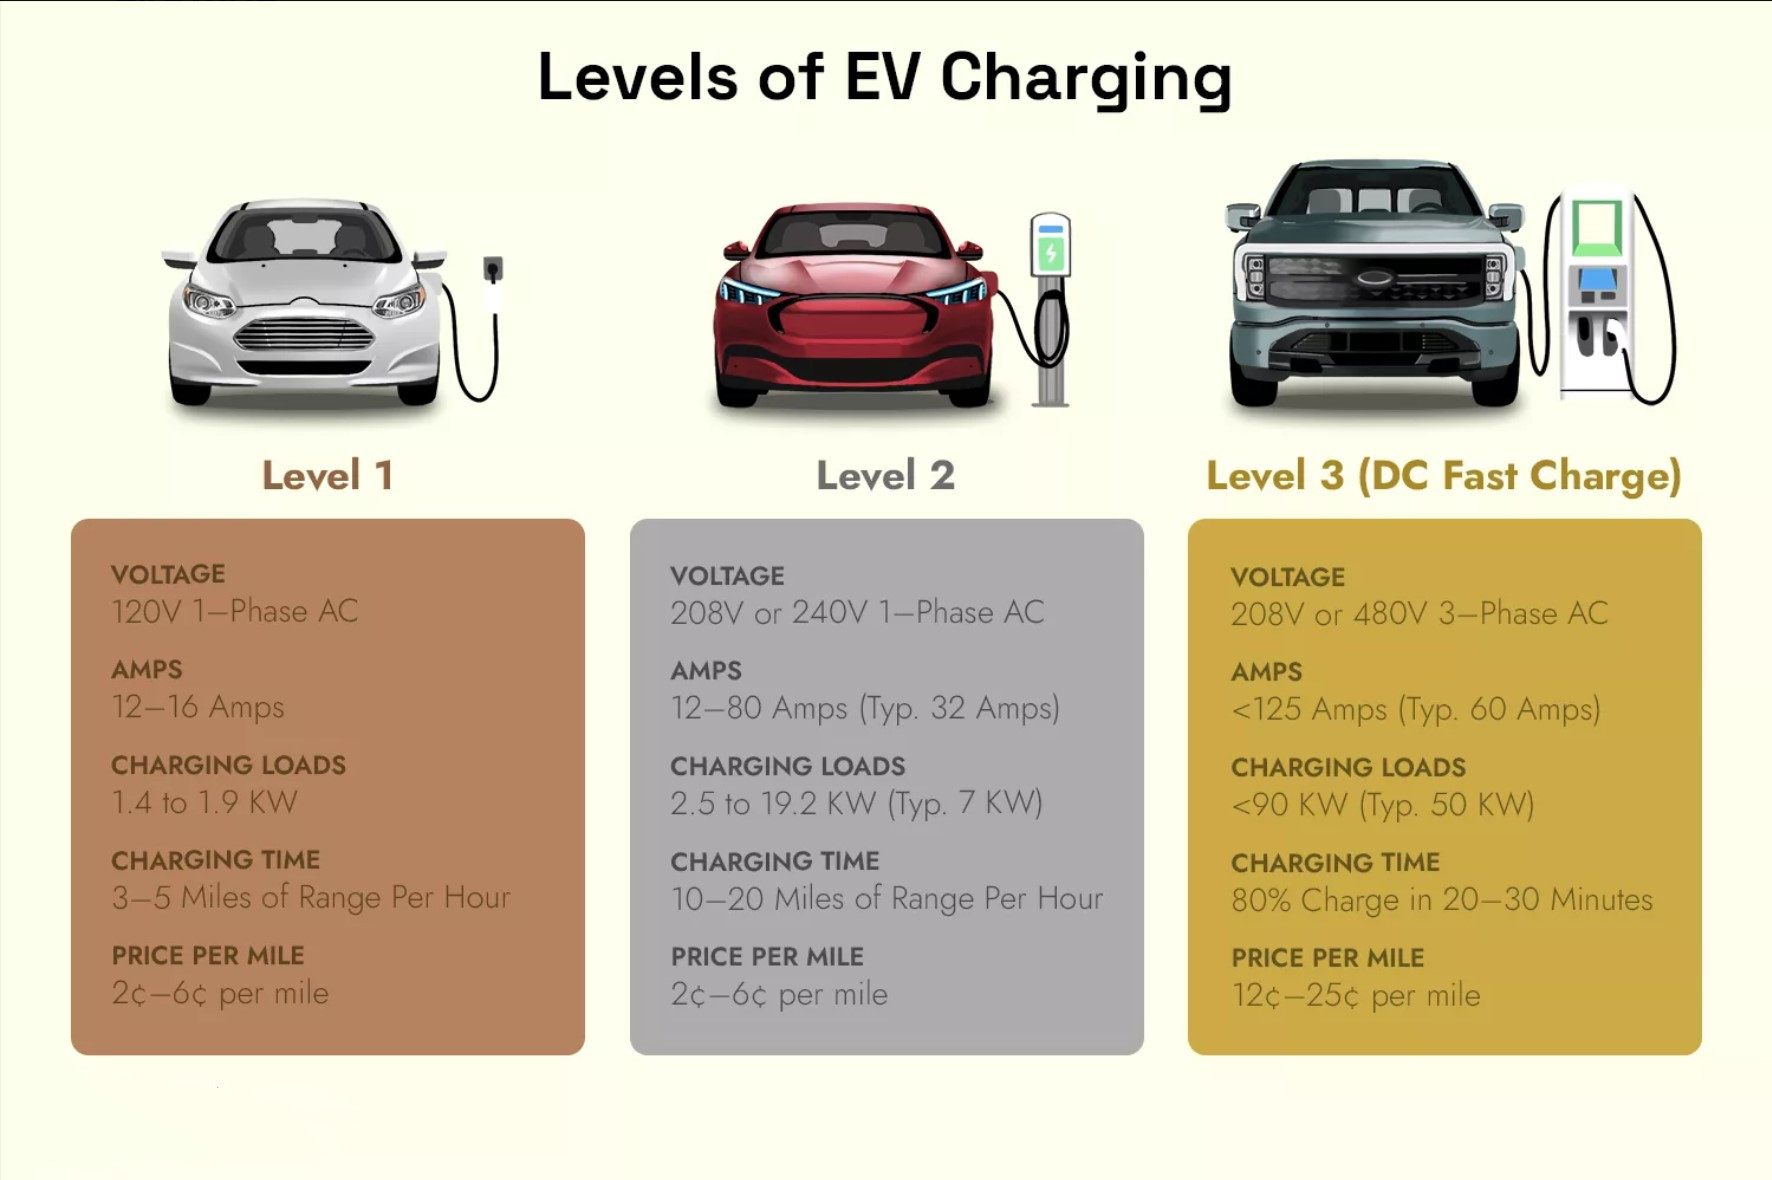 Levels of EV Charging
Level 1
VOLTAGE
120V 1–Phase AC
AMPS
12–16 Amps
CHARGING LOADS
1.4 to 1.9 KW
CHARGING TIME
3–5 Miles of Range Per Hour
PRICE PER MILE
2¢–6¢ per mile
Level 2
VOLTAGE
208V or 240V 1–Phase AC
AMPS
12–80 Amps (Typ. 32 Amps)
CHARGING LOADS
2.5 to 19.2 KW (Typ. 7 KW)
CHARGING TIME
10–20 Miles of Range Per Hour
PRICE PER MILE
2¢–6¢ per mile
Level 3 (DC Fast Charge)
VOLTAGE
208V or 480V 3–Phase AC
AMPS
<125 Amps (Typ. 60 Amps)
CHARGING LOADS
<90 KW (Typ. 50 KW)
CHARGING TIME
80% Charge in 20–30 Minutes
PRICE PER MILE
12¢–25¢ per mile